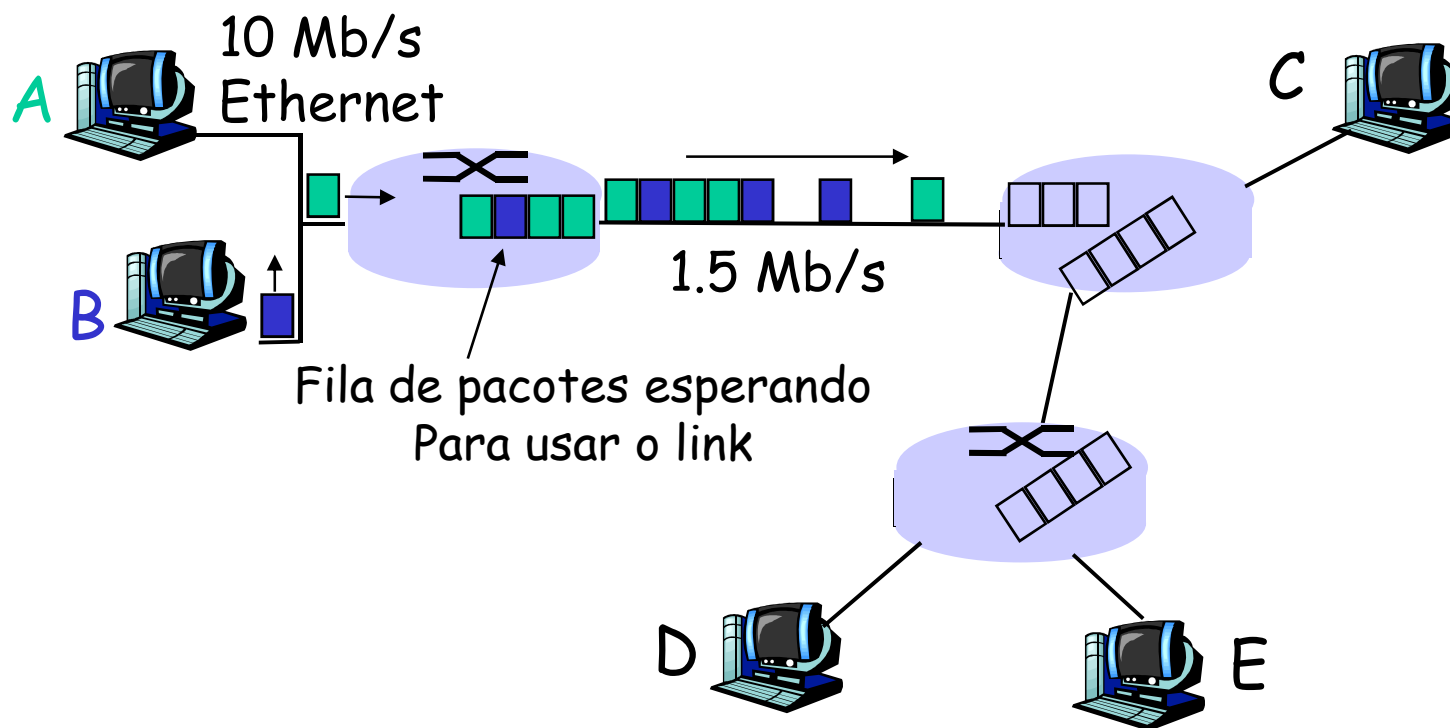 10 Mb/s
Ethernet
A
C
B
1.5 Mb/s
Fila de pacotes esperando
Para usar o link
D
E